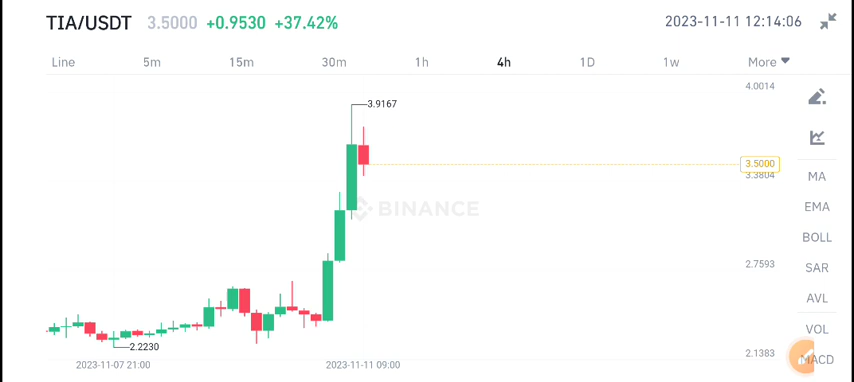 TIA/USDT 3.5000 +0.9530 +37.42% 2023-11-11 12:14:06
Line 5m 15m 30m 1h 4h 1D 1w More
4.0014
3.9167
3.5000
3.3804
MA
EMA
BINANCE
BOLL
2.7593
SAR
AVL
VOL
2.2230
2.1383
MACD
2023-11-07 21:00 2023-11-11 09:00